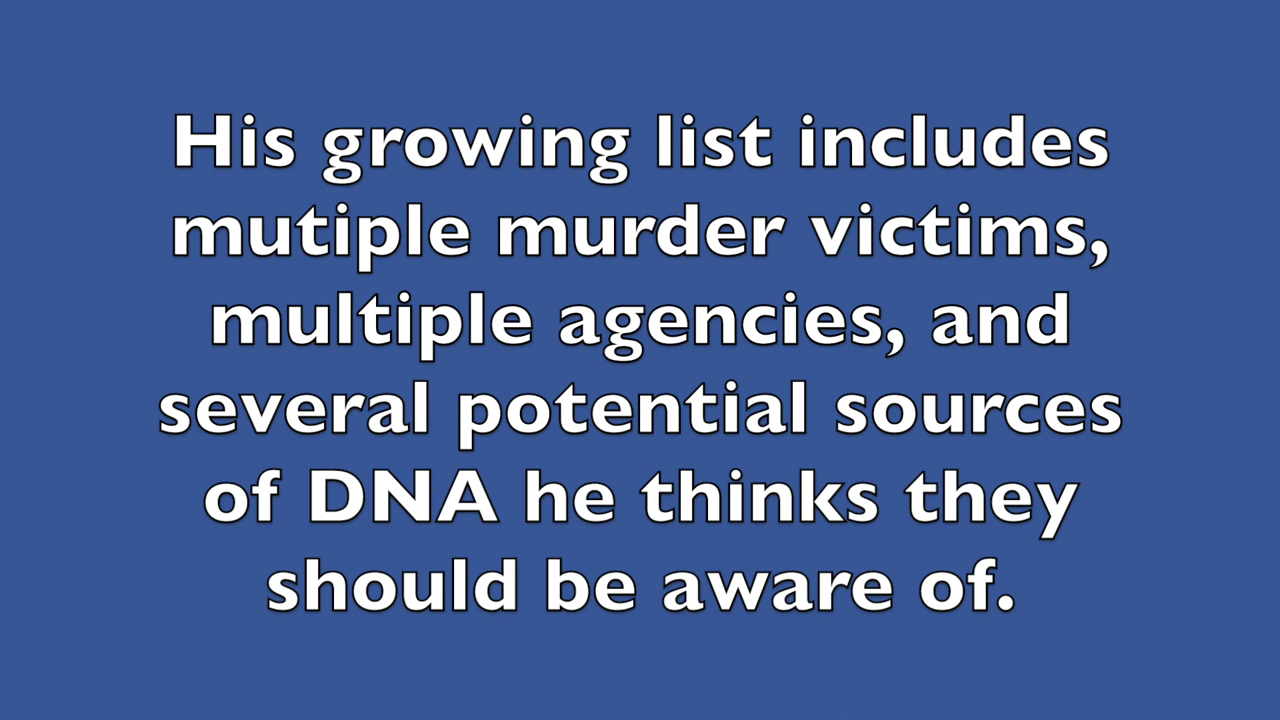 His growing list includes
mutiple murder victims,
multiple agencies, and
several potential sources
of DNA he thinks they
should be aware of.